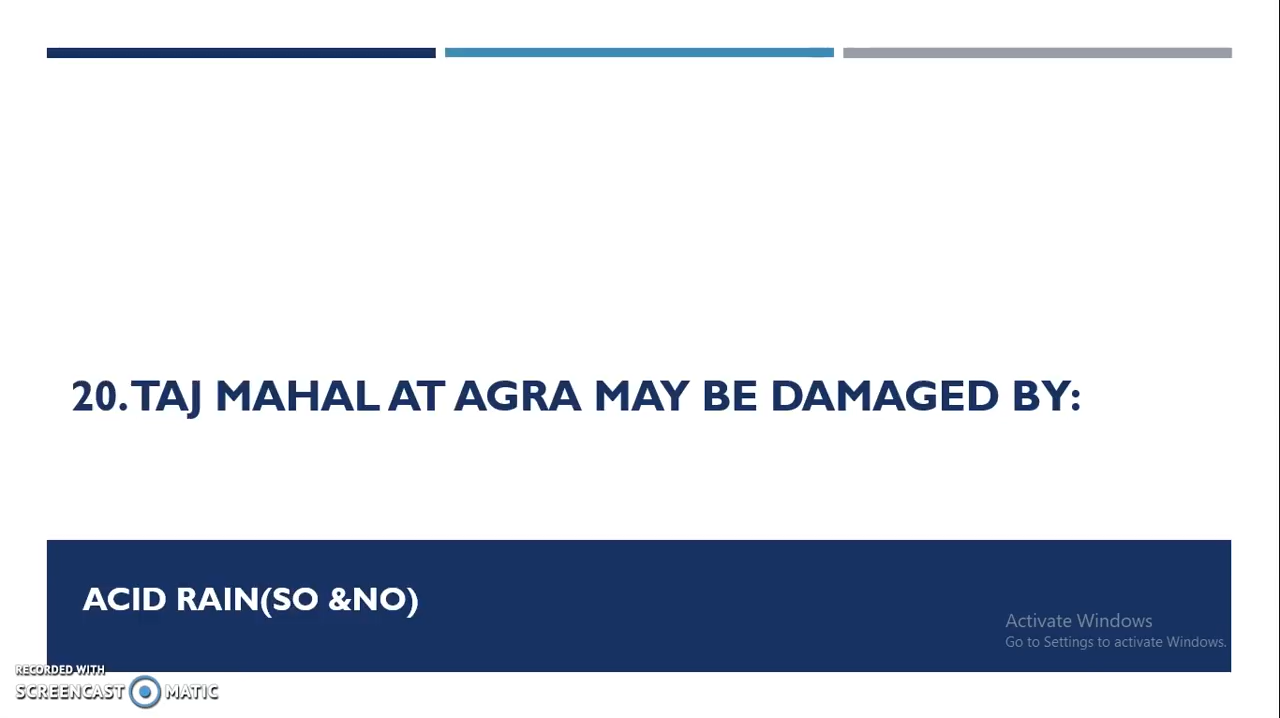 20. TAJ MAHAL AT AGRA MAY BE DAMAGED BY:
ACID RAIN(SO &NO)
Activate Windows
Go to Settings to activate Windows.
RECORDED WITH
SCREENCAST MATIC